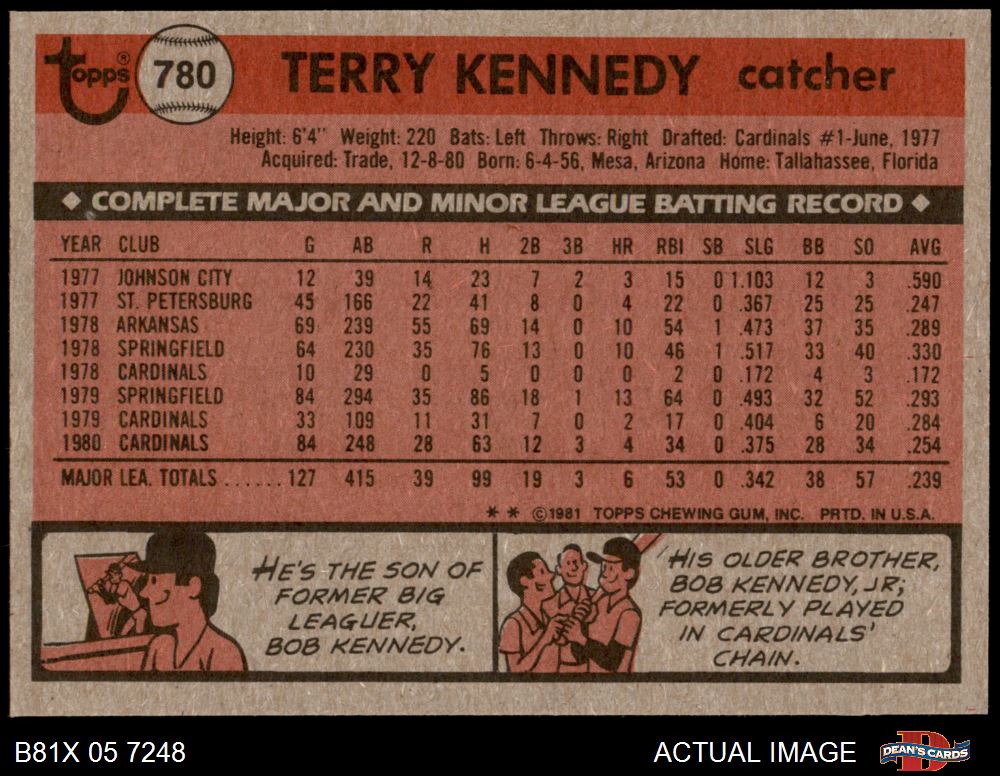 Topps® 780 TERRY KENNEDY catcher
Height: 6'4" Weight: 220 Bats: Left Throws: Right Drafted: Cardinals #1-June, 1977
Acquired: Trade, 12-8-80 Born: 6-4-56, Mesa, Arizona Home: Tallahassee, Florida
◆ COMPLETE MAJOR AND MINOR LEAGUE BATTING RECORD ◆
YEAR CLUB G AB R H 2B 3B HR RBI SB SLG BB SO AVG
1977 JOHNSON CITY 12 39 14 23 7 2 3 15 0 1.103 12 3 .590
1977 ST. PETERSBURG 45 166 22 41 8 0 4 22 0 .367 25 25 .247
1978 ARKANSAS 69 239 55 69 14 0 10 54 1 .473 37 35 .289
1978 SPRINGFIELD 64 230 35 76 13 0 10 46 1 .517 33 40 .330
1978 CARDINALS 10 29 0 5 0 0 0 2 0 .172 4 3 .172
1979 SPRINGFIELD 84 294 35 86 18 1 13 64 0 .493 32 52 .293
1979 CARDINALS 33 109 11 31 7 0 2 17 0 .404 6 20 .284
1980 CARDINALS 84 248 28 63 12 3 4 34 0 .375 28 34 .254
MAJOR LEA. TOTALS ...... 127 415 39 99 19 3 6 53 0 .342 38 57 .239
* * ©1981 TOPPS CHEWING GUM, INC. PRTD. IN U.S.A.
HE'S THE SON OF
FORMER BIG
LEAGUER,
BOB KENNEDY.
HIS OLDER BROTHER,
BOB KENNEDY, JR;
FORMERLY PLAYED
IN CARDINALS'
CHAIN.
B81X 05 7248 ACTUAL IMAGE DEAN'S CARDS